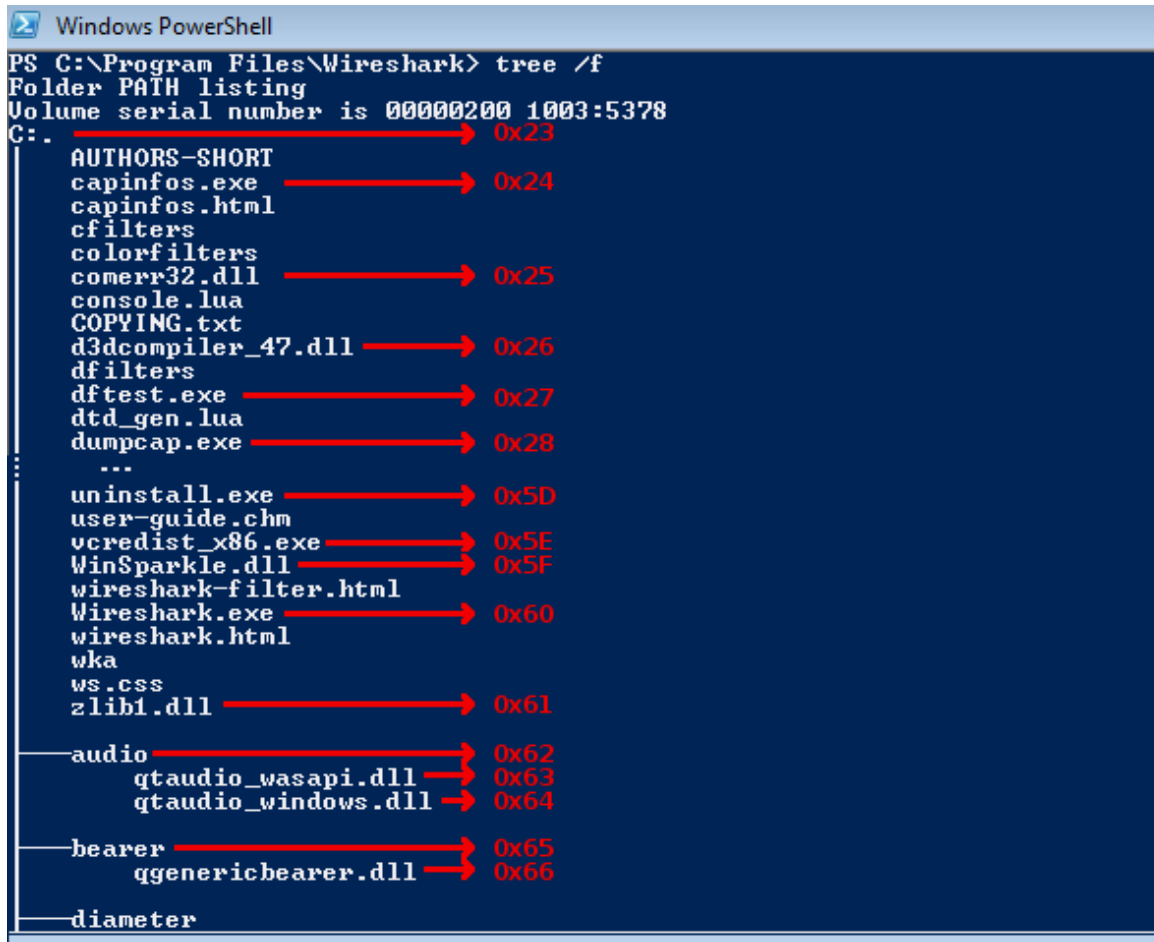 Windows PowerShell
PS C:\Program Files\Wireshark> tree /f
Folder PATH listing
Volume serial number is 00000200 1003:5378
C:. 0x23
AUTHORS-SHORT
capinfos.exe 0x24
capinfos.html
cfilters
colorfilters
comerr32.dll 0x25
console.lua
COPYING.txt
d3dcompiler_47.dll 0x26
dfilters
dftest.exe 0x27
dtd_gen.lua
dumpcap.exe 0x28
...
uninstall.exe 0x5D
user-guide.chm
vcredist_x86.exe 0x5E
WinSparkle.dll 0x5F
wireshark-filter.html
Wireshark.exe 0x60
wireshark.html
wka
ws.css
zlib1.dll 0x61
audio 0x62
qtaudio_wasapi.dll 0x63
qtaudio_windows.dll 0x64
bearer 0x65
qgenericbearer.dll 0x66
diameter